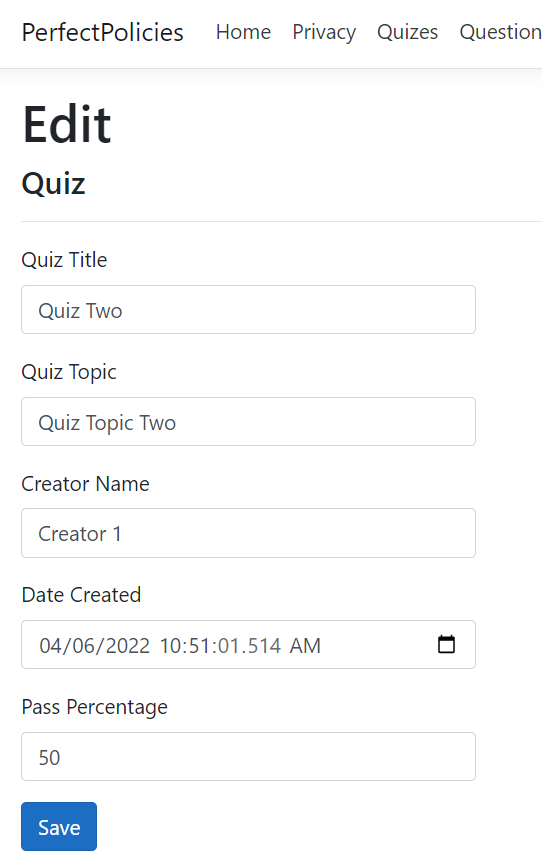 PerfectPolicies Home Privacy Quizes Question
Edit
Quiz
Quiz Title
Quiz Two
Quiz Topic
Quiz Topic Two
Creator Name
Creator 1
Date Created
04/06/2022 10:51:01.514 AM
Pass Percentage
50
Save